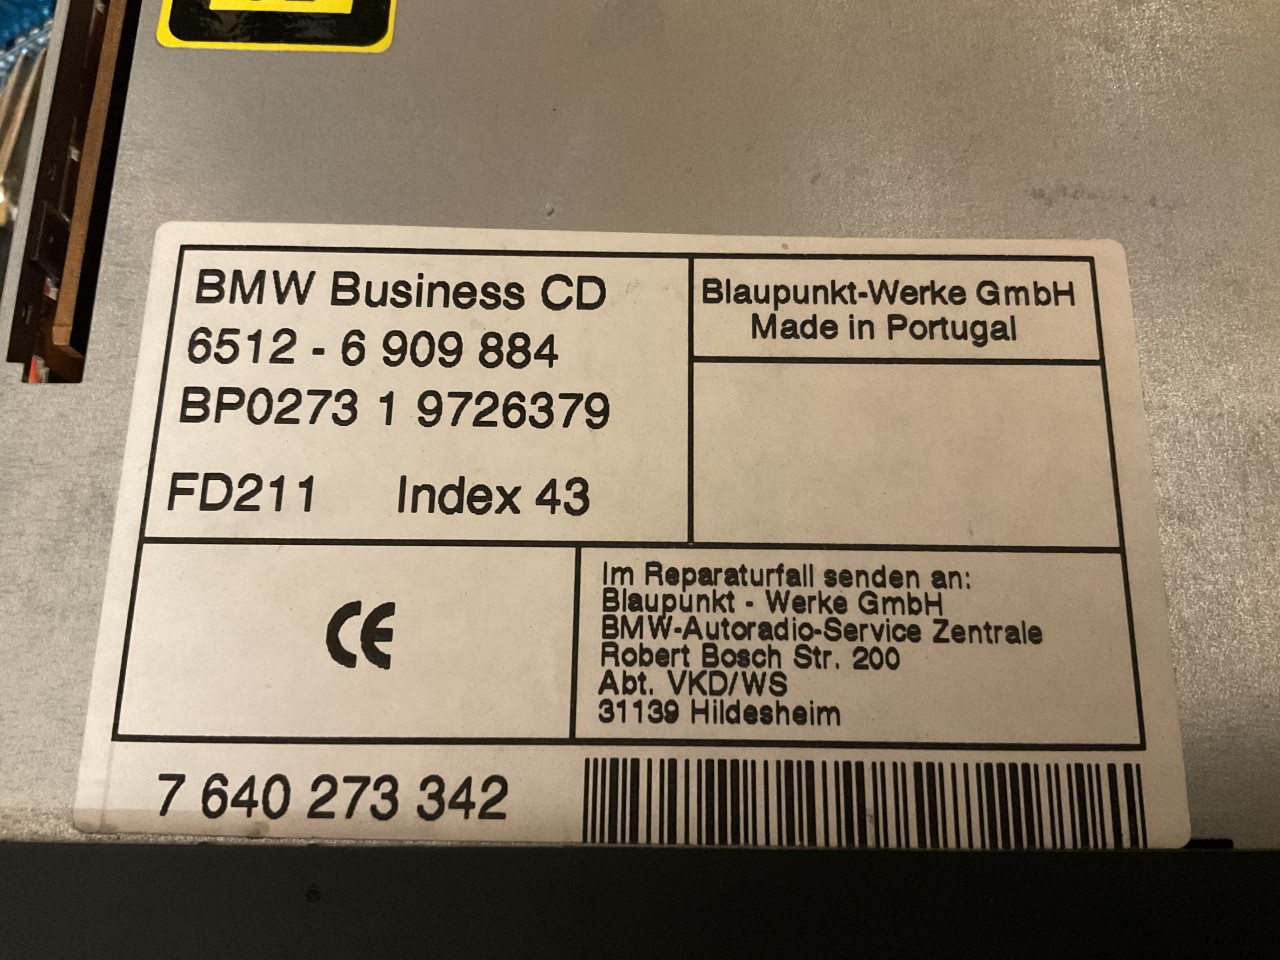 BMW Business CD
6512 - 6 909 884
BP0273 1 9726379
FD211 Index 43
Blaupunkt-Werke GmbH
Made in Portugal
CE
Im Reparaturfall senden an:
Blaupunkt - Werke GmbH
BMW-Autoradio-Service Zentrale
Robert Bosch Str. 200
Abt. VKD/WS
31139 Hildesheim
7 640 273 342